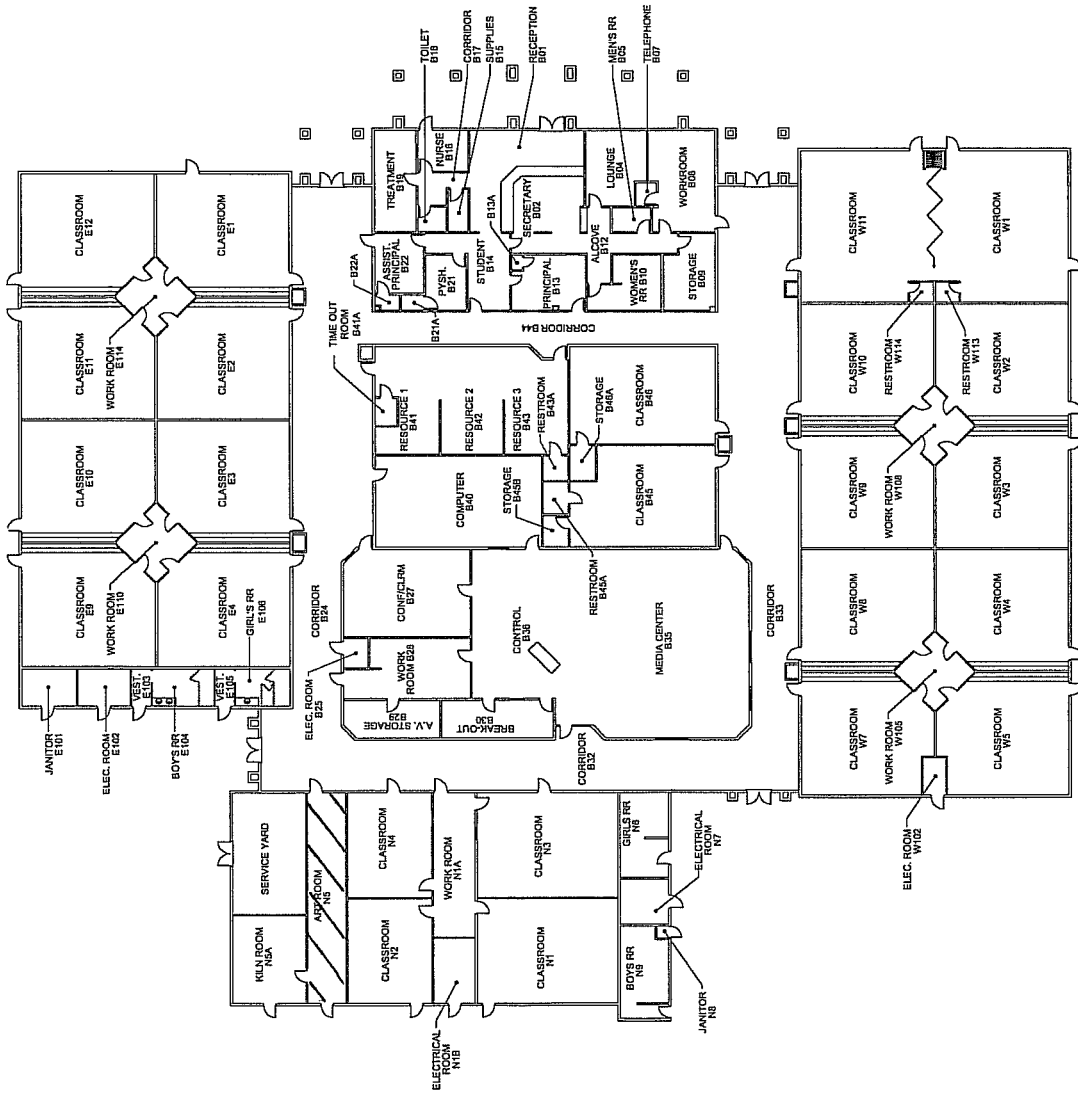 CLASSROOM
E12
CLASSROOM
E1
CLASSROOM
E11
WORK ROOM
E114
CLASSROOM
E2
CLASSROOM
E10
CLASSROOM
E3
CLASSROOM
E9
WORK ROOM
E110
CLASSROOM
E4
GIRL'S RR
E106
JANITOR
E101
ELEC. ROOM
E102
VEST.
E103
BOY'S RR
E104
VEST.
E105
TOILET
B18
CORRIDOR
B17
SUPPLIES
B15
RECEPTION
B01
MEN'S RR
B05
TELEPHONE
B07
TREATMENT
B19
NURSE
B16
B13A
SECRETARY
B02
LOUNGE
B04
WORKROOM
B08
B22A
ASSIST.
PRINCIPAL
B22
PYSH.
B21
STUDENT
B14
PRINCIPAL
B13
ALCOVE
B12
WOMEN'S
RR B10
STORAGE
B09
B21A
TIME OUT
ROOM
B41A
CORRIDOR B44
RESOURCE 1
B41
RESOURCE 2
B42
RESOURCE 3
B43
RESTROOM
B43A
STORAGE
B46A
CLASSROOM
B46
COMPUTER
B40
STORAGE
B45B
CLASSROOM
B45
RESTROOM
B45A
CORRIDOR
B24
CONF/CLRM
B27
CONTROL
B36
MEDIA CENTER
B35
CORRIDOR
B33
ELEC. ROOM
B25
WORK
ROOM B28
A.V. STORAGE
B29
BREAK-OUT
B30
CORRIDOR
B32
SERVICE YARD
KILN ROOM
N5A
ART ROOM
N5
CLASSROOM
N4
CLASSROOM
N2
WORK ROOM
N1A
ELECTRICAL
ROOM
N1B
CLASSROOM
N3
CLASSROOM
N1
GIRLS RR
N6
ELECTRICAL
ROOM
N7
BOYS RR
N9
JANITOR
N8
CLASSROOM
W11
CLASSROOM
W1
CLASSROOM
W10
RESTROOM
W114
RESTROOM
W113
CLASSROOM
W2
CLASSROOM
W9
WORK ROOM
W108
CLASSROOM
W3
CLASSROOM
W8
CLASSROOM
W4
CLASSROOM
W7
WORK ROOM
W105
CLASSROOM
W5
ELEC. ROOM
W102